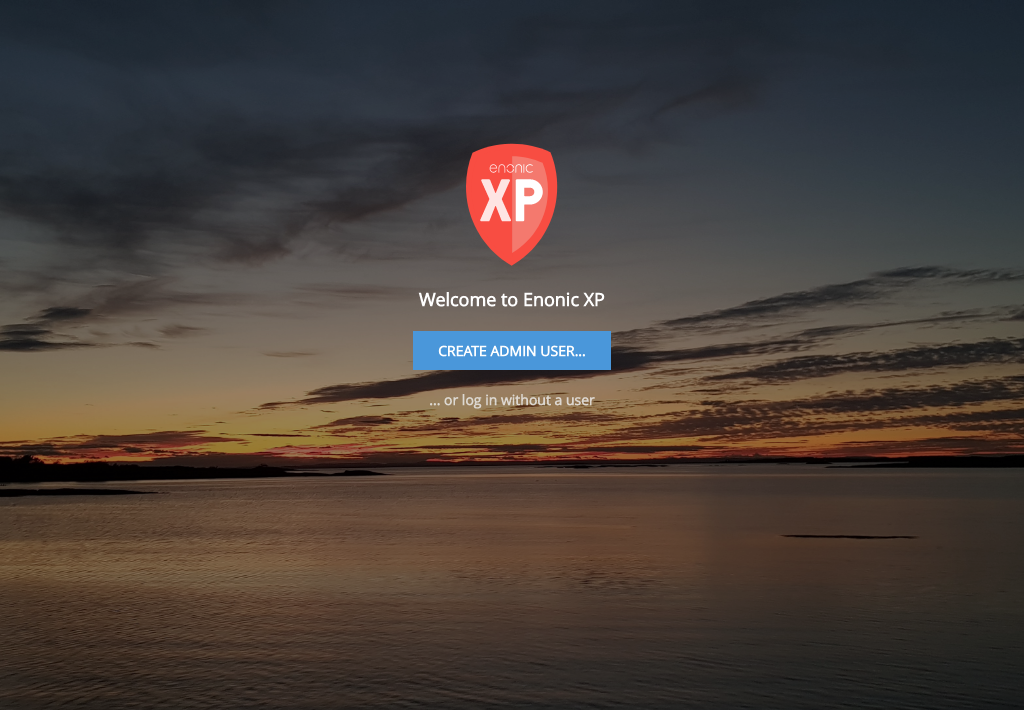 enonic
XP
Welcome to Enonic XP
CREATE ADMIN USER...
... or log in without a user